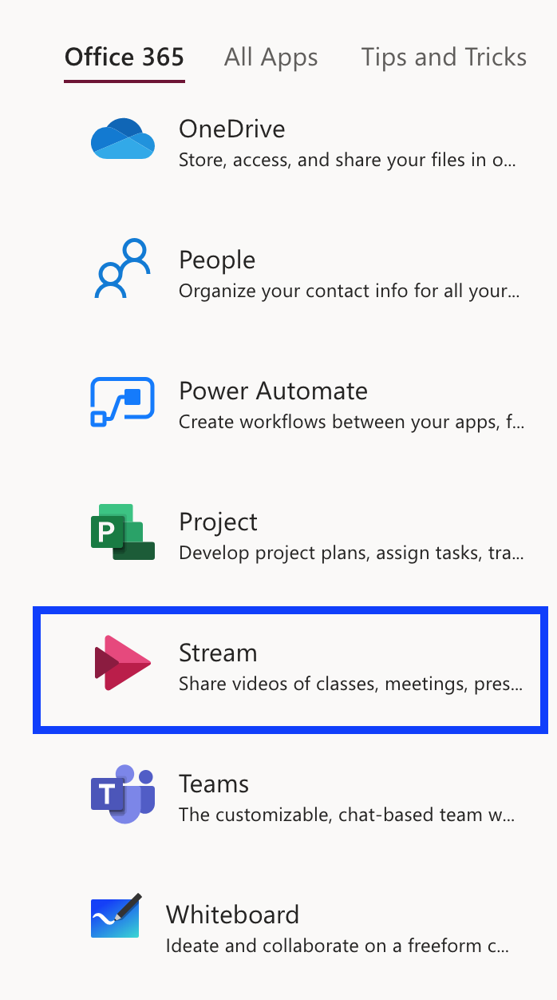 Office 365 All Apps Tips and Tricks
OneDrive
Store, access, and share your files in o...
People
Organize your contact info for all your...
Power Automate
Create workflows between your apps, f...
P
Project
Develop project plans, assign tasks, tra...
Stream
Share videos of classes, meetings, pres...
T
Teams
The customizable, chat-based team w...
Whiteboard
Ideate and collaborate on a freeform c...